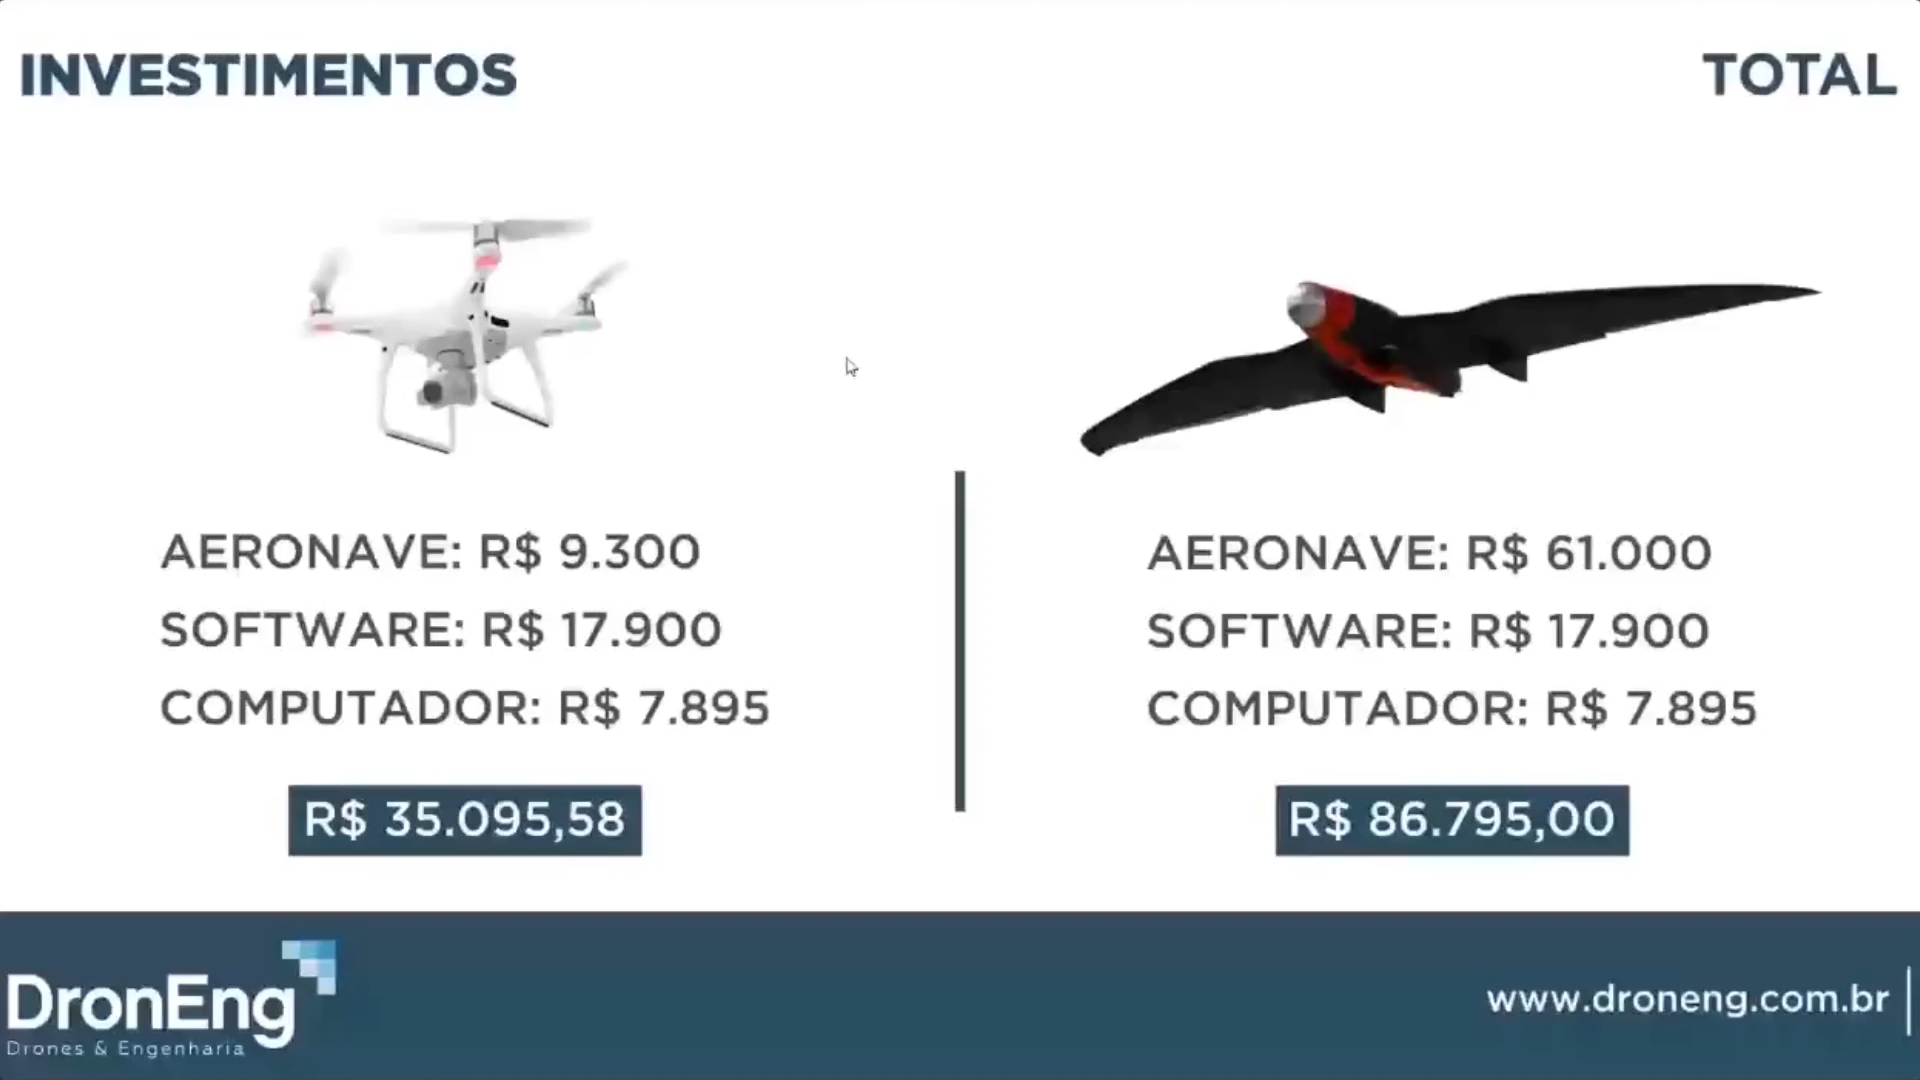 INVESTIMENTOS
TOTAL
AERONAVE: R$ 9.300
SOFTWARE: R$ 17.900
COMPUTADOR: R$ 7.895
R$ 35.095,58
AERONAVE: R$ 61.000
SOFTWARE: R$ 17.900
COMPUTADOR: R$ 7.895
R$ 86.795,00
DronEng
Drones & Engenharia
www.droneng.com.br